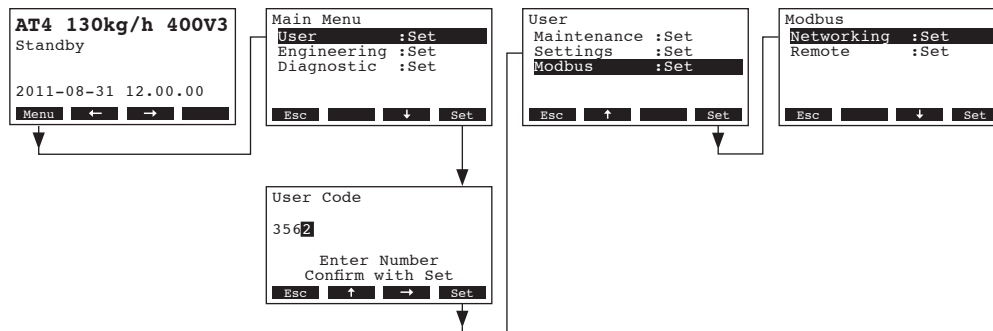 AT4 130kg/h 400V3
Standby
2011-08-31 12.00.00
Menu ← →
Main Menu
User :Set
Engineering :Set
Diagnostic :Set
Esc ↓ Set
User Code
3562
Enter Number
Confirm with Set
Esc ↑ → Set
User
Maintenance :Set
Settings :Set
Modbus :Set
Esc ↑ Set
Modbus
Networking :Set
Remote :Set
Esc ↓ Set